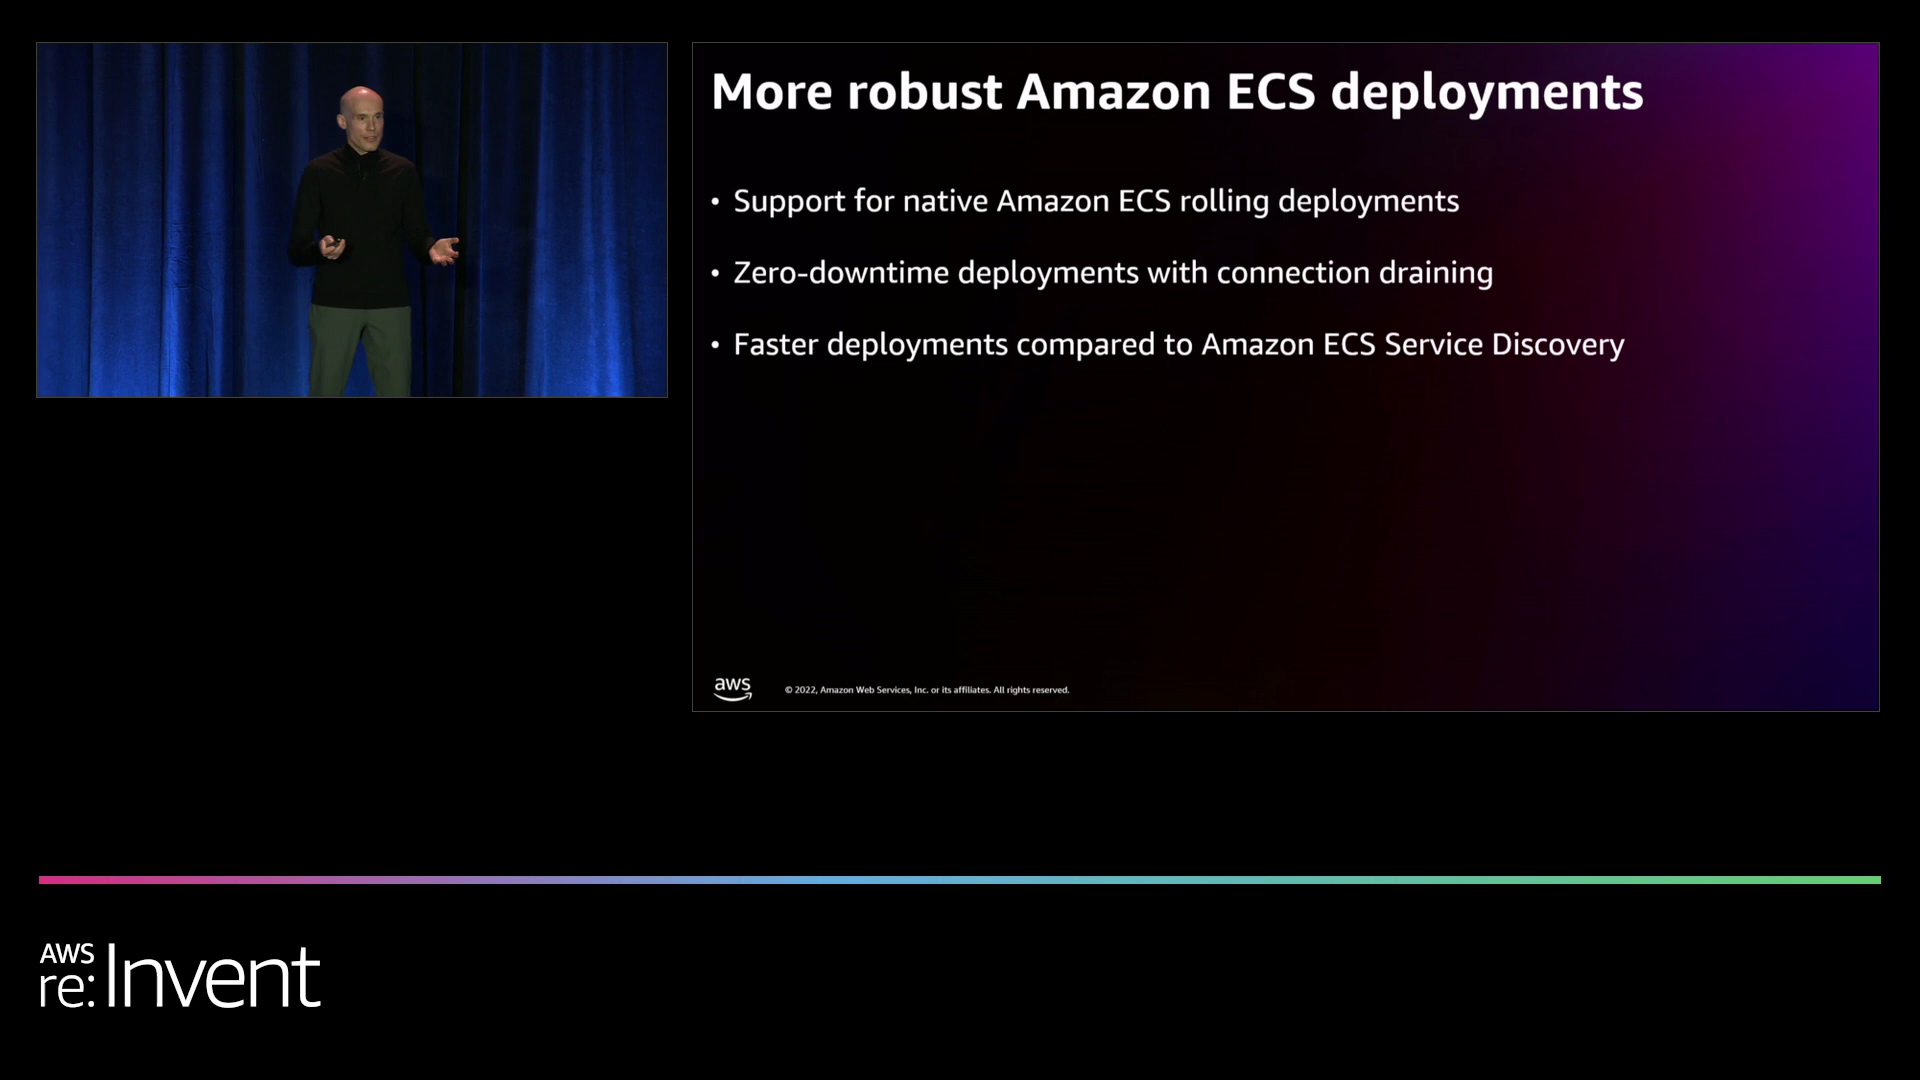 More robust Amazon ECS deployments
• Support for native Amazon ECS rolling deployments
• Zero-downtime deployments with connection draining
• Faster deployments compared to Amazon ECS Service Discovery
aws
© 2022, Amazon Web Services, Inc. or its affiliates. All rights reserved.
AWS
re:Invent